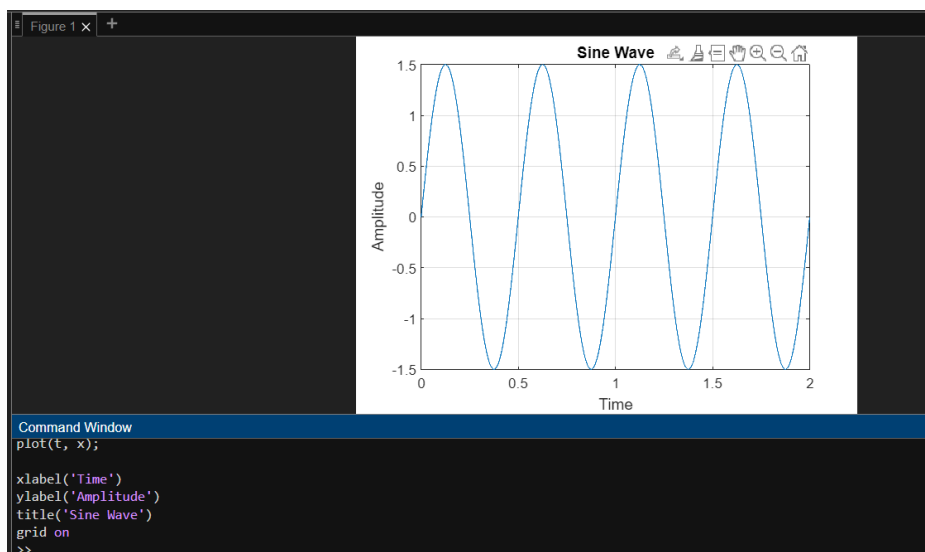 Figure 1
Sine Wave
1.5
1
0.5
0
-0.5
-1
-1.5
Amplitude
0
0.5
1
1.5
2
Time
Command Window
plot(t, x);
xlabel('Time')
ylabel('Amplitude')
title('Sine Wave')
grid on
>>